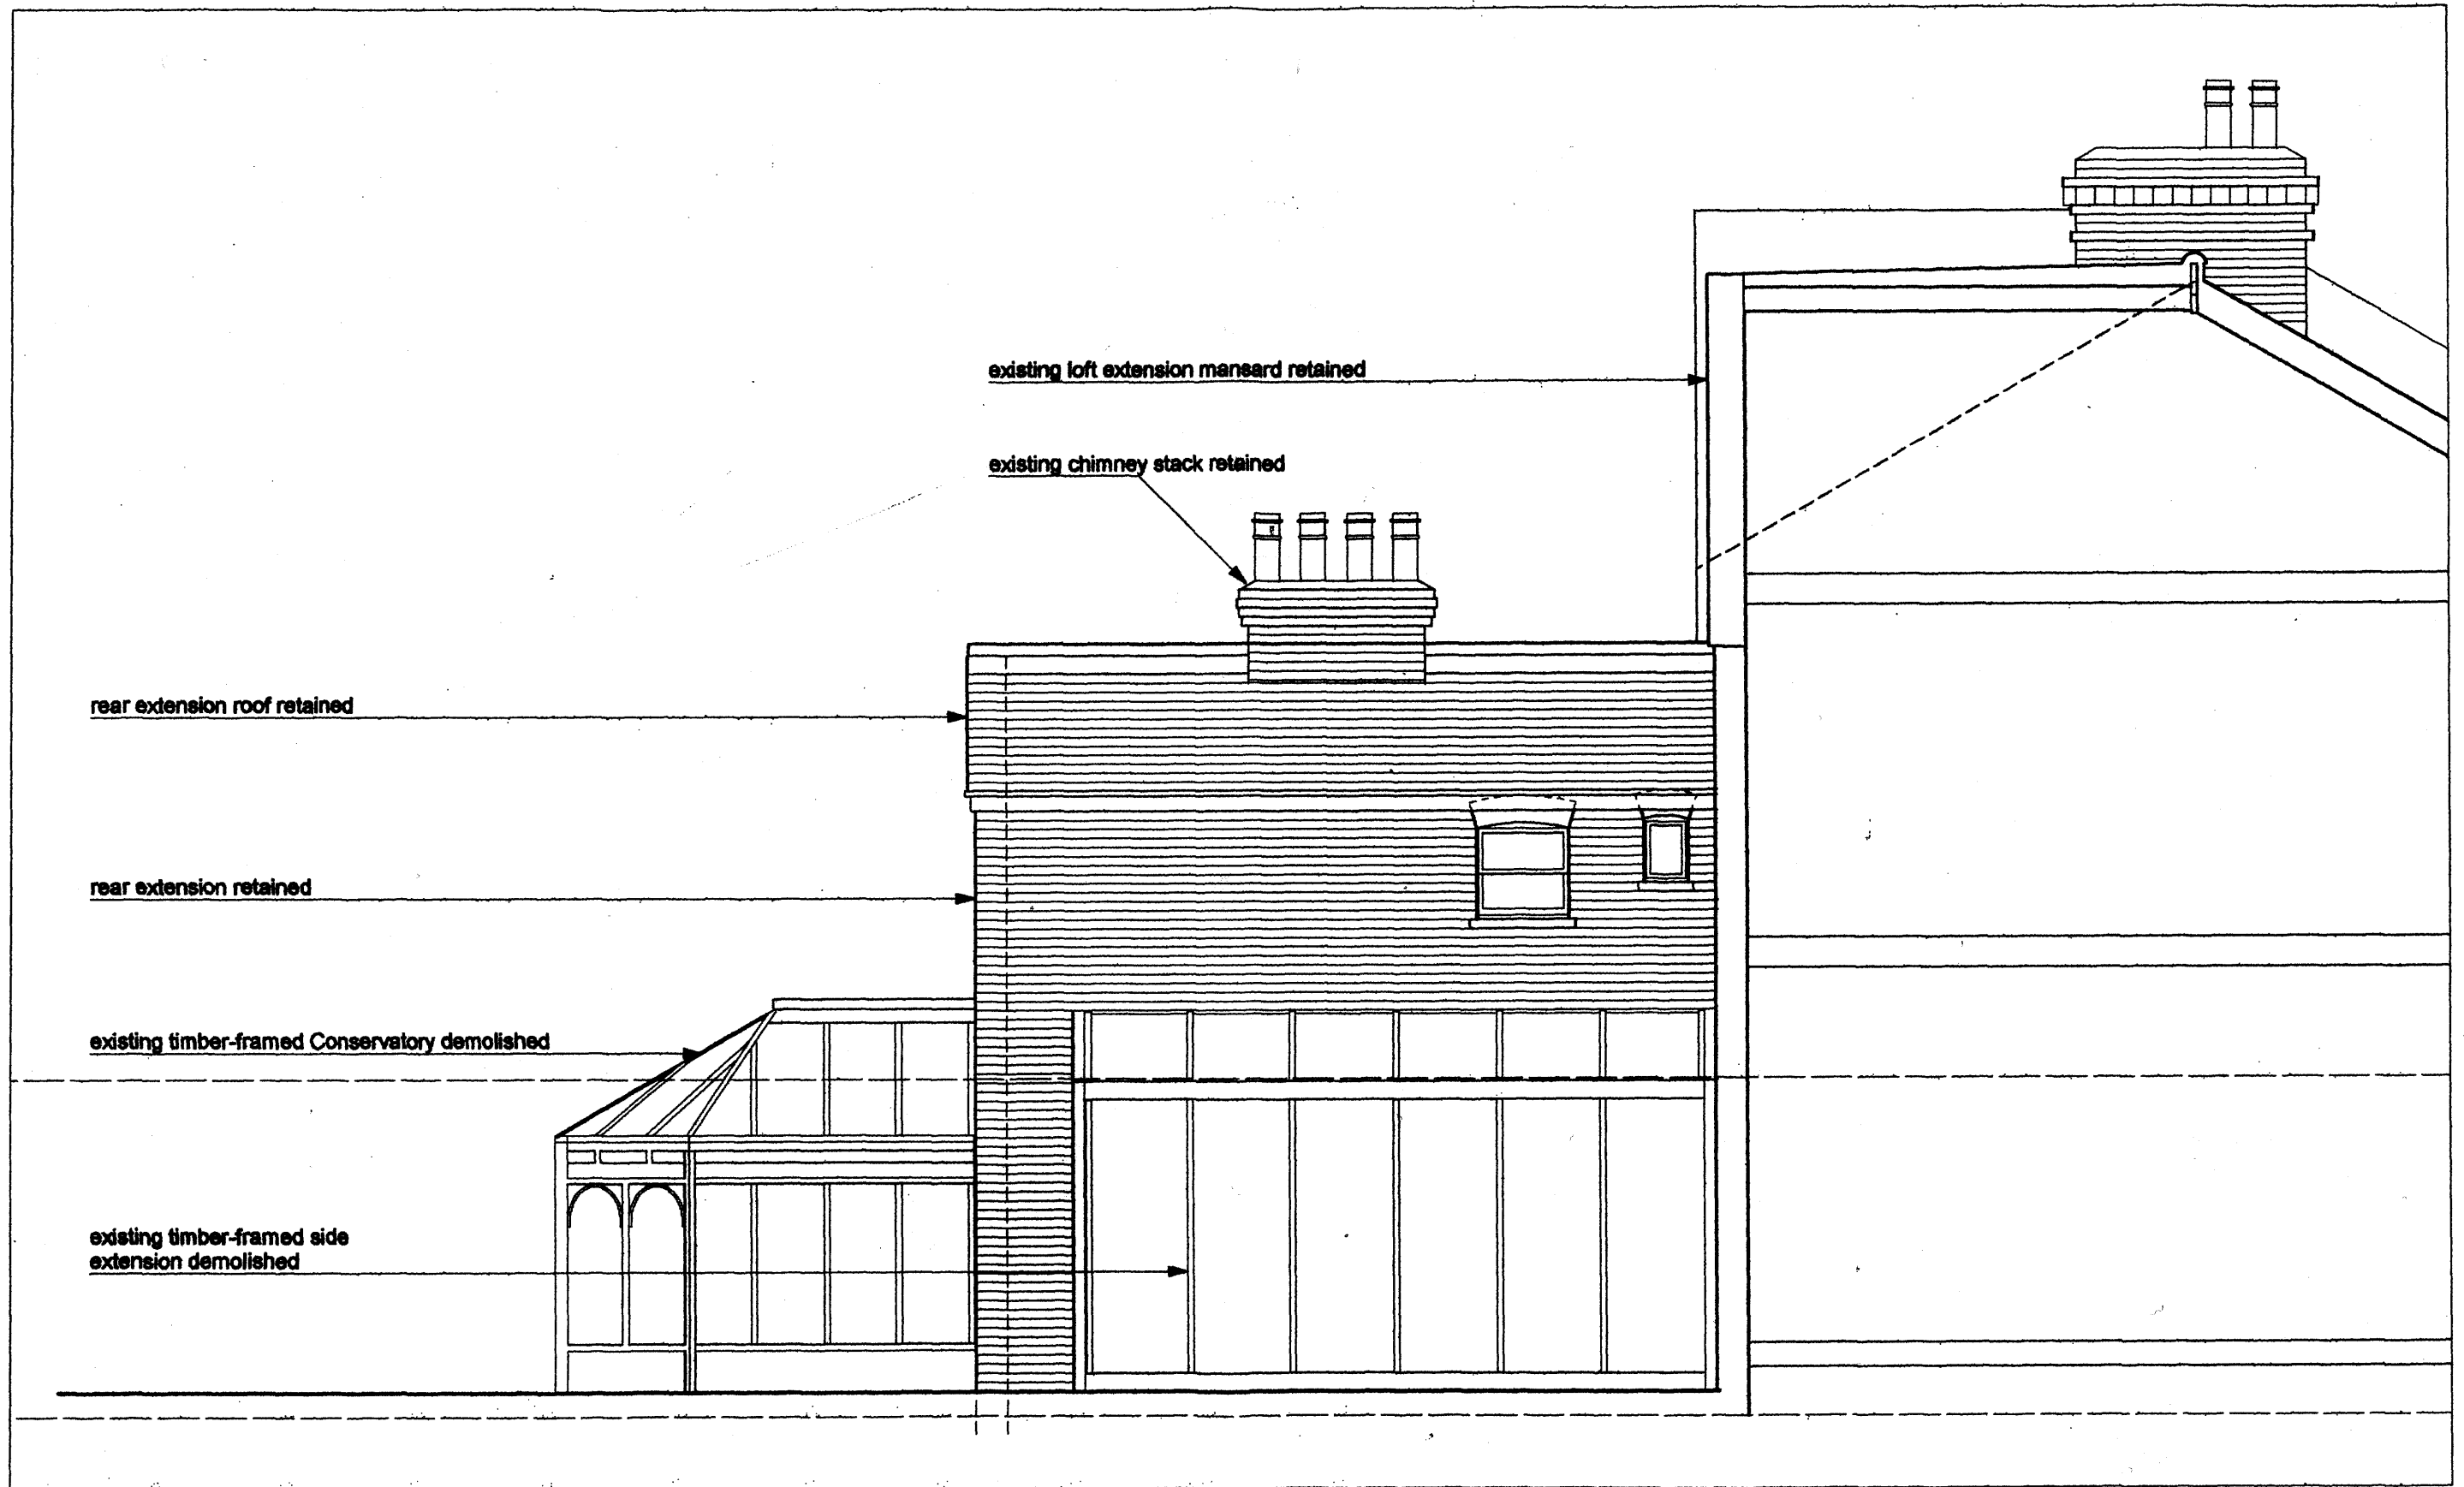 existing loft extension mansard retained
existing chimney stack retained
rear extension roof retained
rear extension retained
existing timber-framed Conservatory demolished
existing timber-framed side
extension demolished